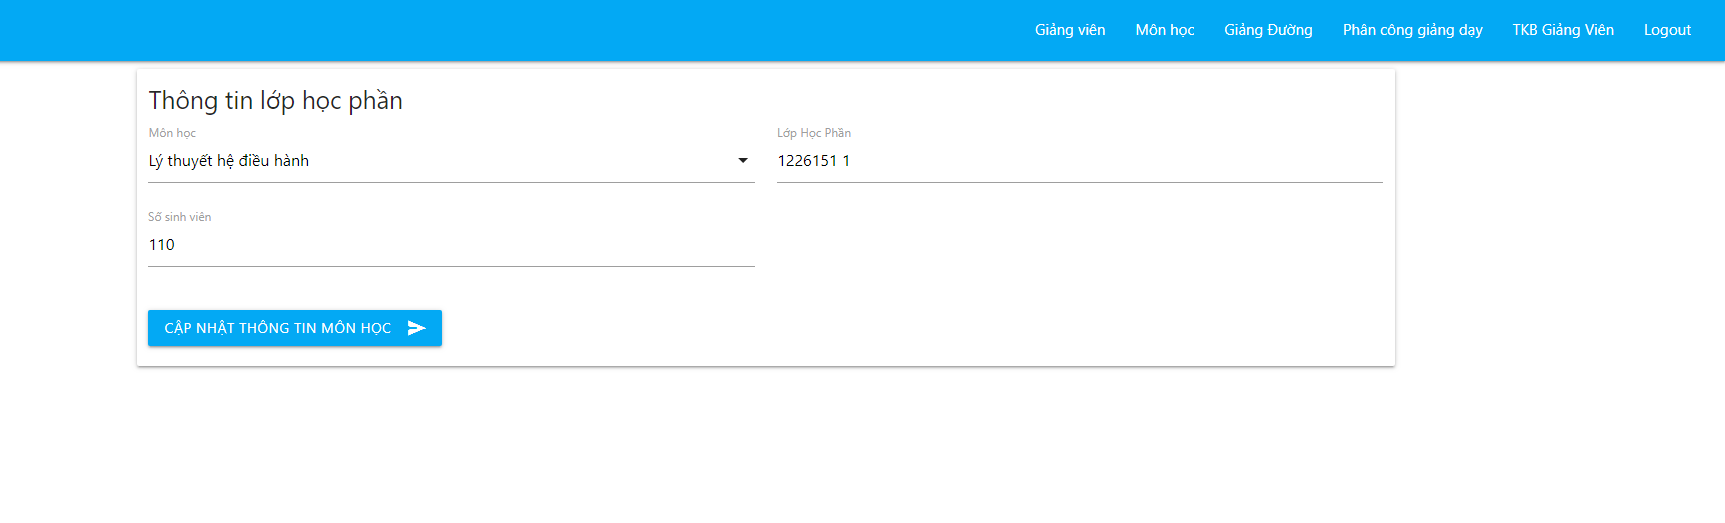 Giảng viên Môn học Giảng Đường Phân công giảng dạy TKB Giảng Viên Logout
Thông tin lớp học phần
Môn học
Lý thuyết hệ điều hành
Lớp Học Phần
1226151 1
Số sinh viên
110
CẬP NHẬT THÔNG TIN MÔN HỌC